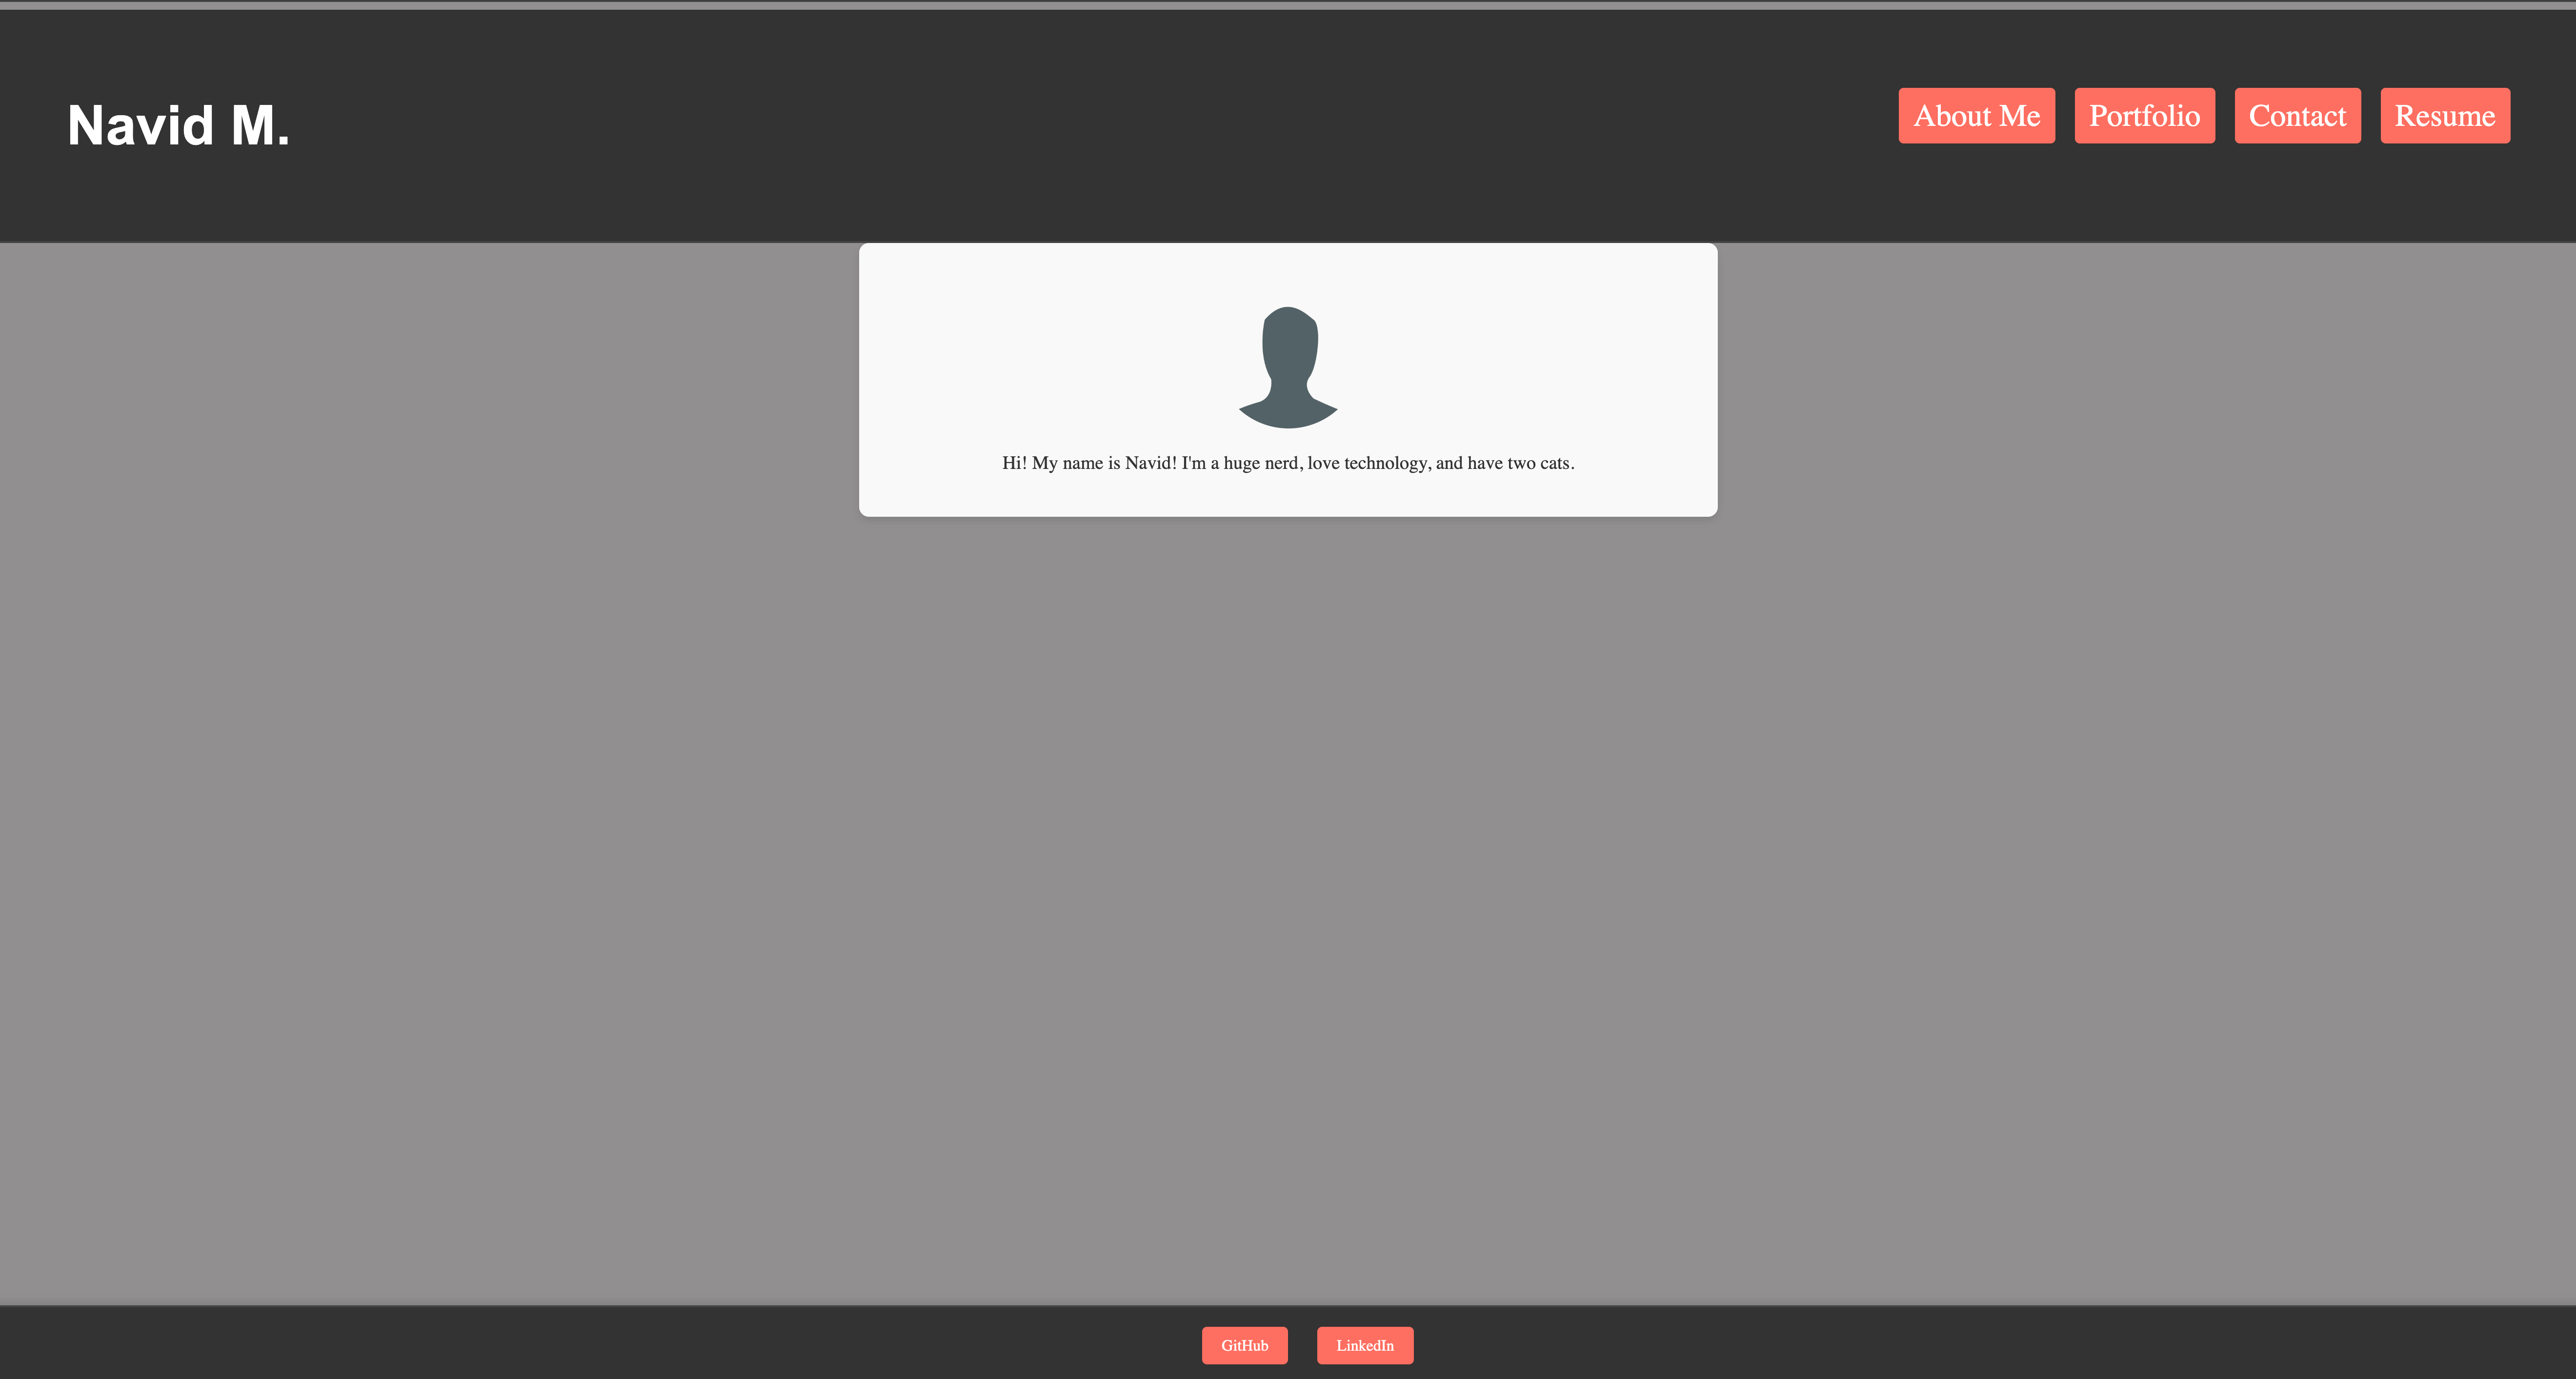 Navid M.
About Me
Portfolio
Contact
Resume
Hi! My name is Navid! I'm a huge nerd, love technology, and have two cats.
GitHub
LinkedIn